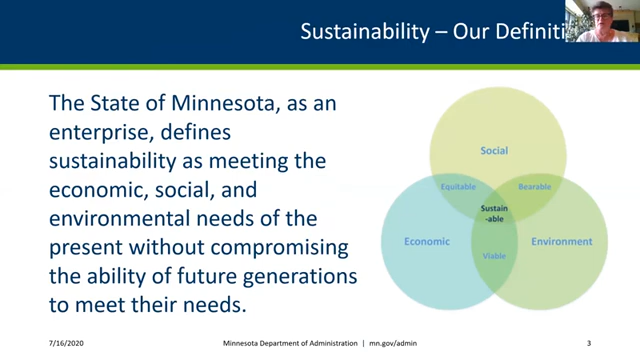 Sustainability – Our Definiti
The State of Minnesota, as an
enterprise, defines
sustainability as meeting the
economic, social, and
environmental needs of the
present without compromising
the ability of future generations
to meet their needs.
Social
Equitable
Bearable
Sustain
-able
Economic
Environment
Viable
7/16/2020
Minnesota Department of Administration | mn.gov/admin
3